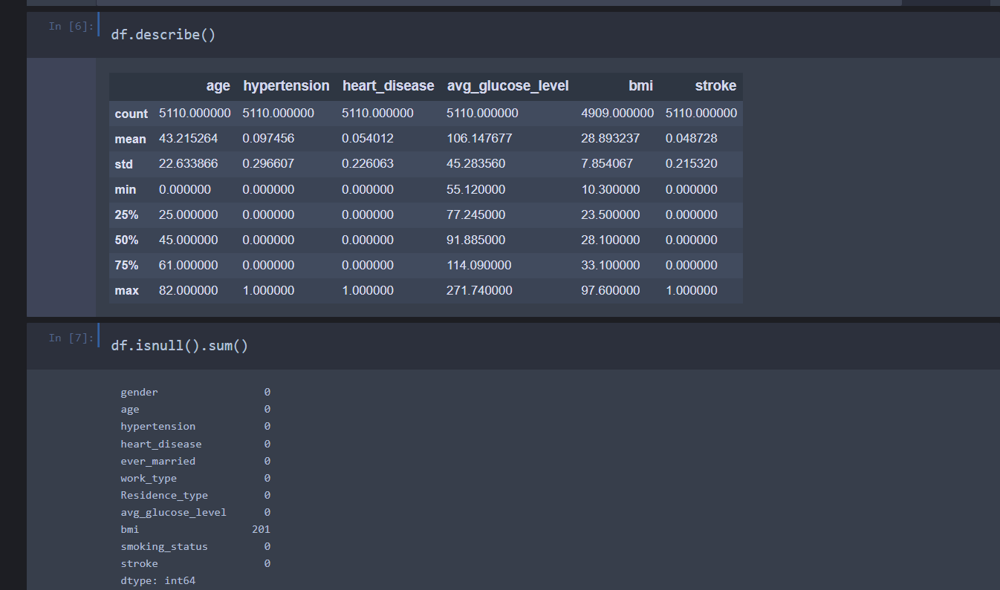 In [6]:
df.describe()
age hypertension heart_disease avg_glucose_level bmi stroke
count 5110.000000 5110.000000 5110.000000 5110.000000 4909.000000 5110.000000
mean 43.215264 0.097456 0.054012 106.147677 28.893237 0.048728
std 22.633866 0.296607 0.226063 45.283560 7.854067 0.215320
min 0.000000 0.000000 0.000000 55.120000 10.300000 0.000000
25% 25.000000 0.000000 0.000000 77.245000 23.500000 0.000000
50% 45.000000 0.000000 0.000000 91.885000 28.100000 0.000000
75% 61.000000 0.000000 0.000000 114.090000 33.100000 0.000000
max 82.000000 1.000000 1.000000 271.740000 97.600000 1.000000
In [7]:
df.isnull().sum()
gender 0
age 0
hypertension 0
heart_disease 0
ever_married 0
work_type 0
Residence_type 0
avg_glucose_level 0
bmi 201
smoking_status 0
stroke 0
dtype: int64